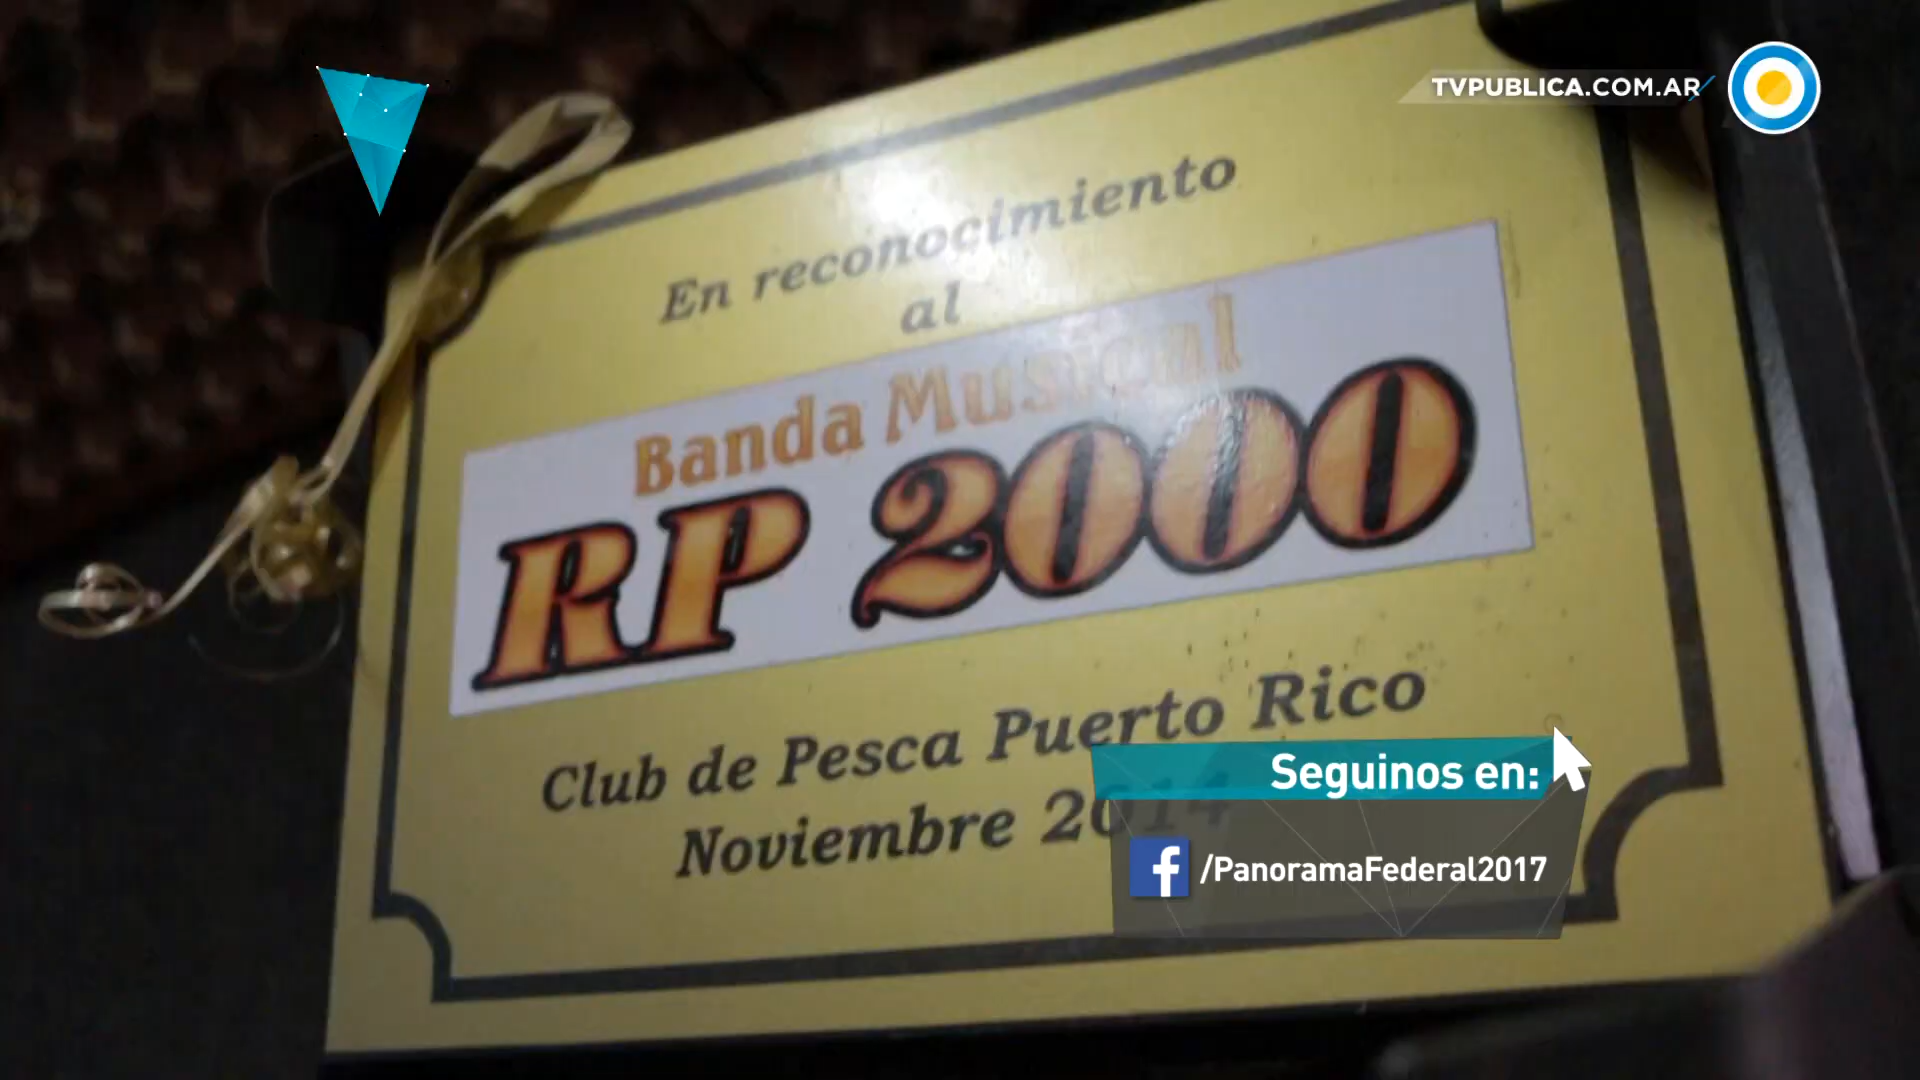 TVPUBLICA.COM.AR
En reconocimiento
al
Banda Musical
RP 2000
Club de Pesca Puerto Rico
Noviembre 2014
Seguinos en:
/PanoramaFederal2017